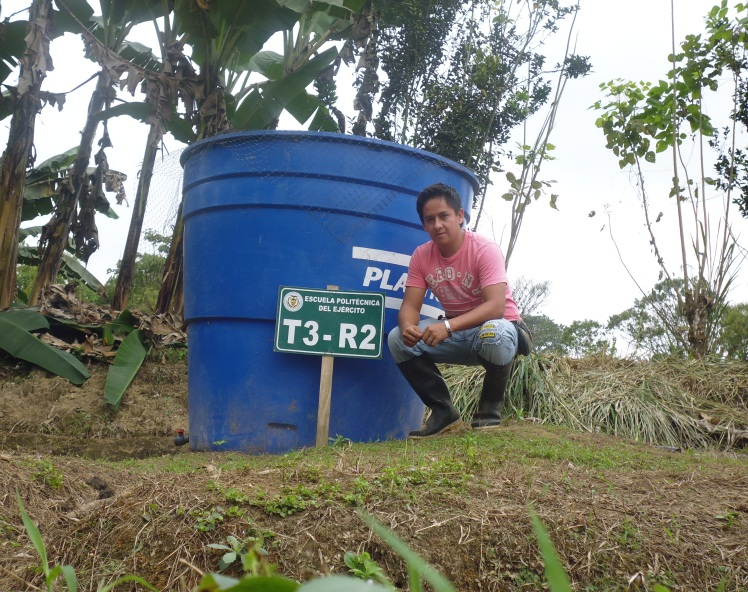 ESCUELA POLITÉCNICA
DEL EJÉRCITO
T3-R2
PLA